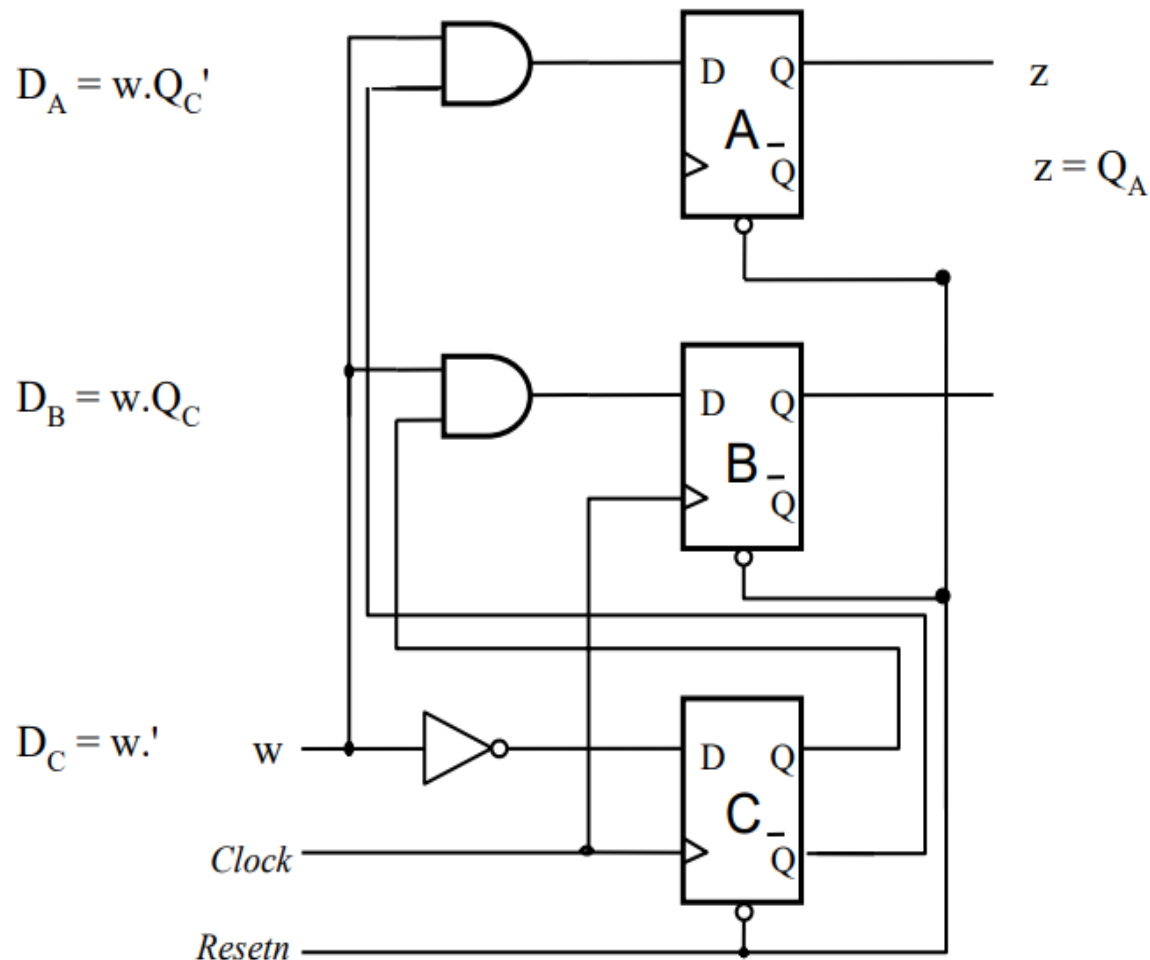 D_A = w.Q_C'
D Q
z
A
Q̅
z = Q_A
D_B = w.Q_C
D Q
B
Q̅
D_C = w.'
w
D Q
C
Q̅
Clock
Resetn